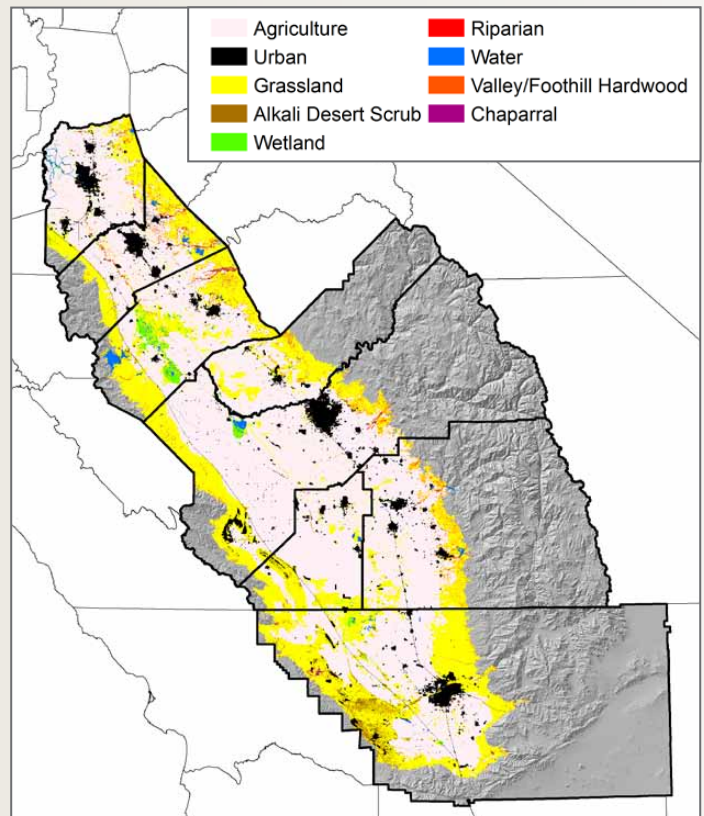 Agriculture
Urban
Grassland
Alkali Desert Scrub
Wetland
Riparian
Water
Valley/Foothill Hardwood
Chaparral